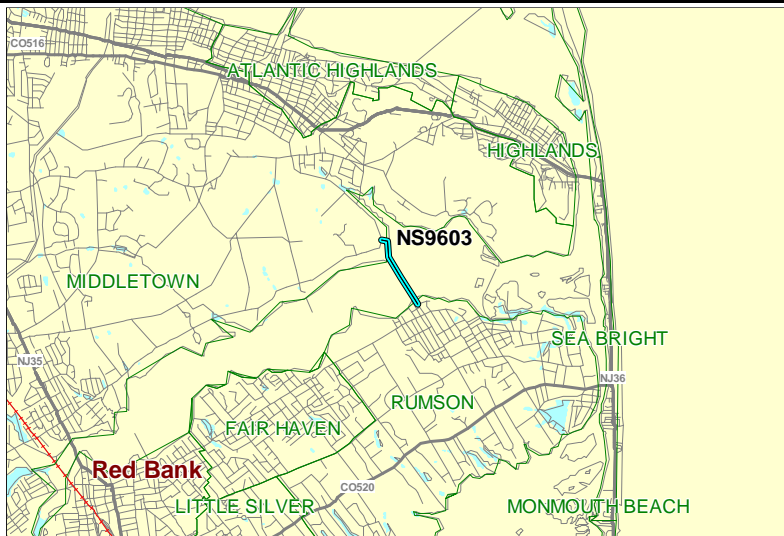 CO516
ATLANTIC HIGHLANDS
HIGHLANDS
NS9603
MIDDLETOWN
SEA BRIGHT
NJ35
NJ36
RUMSON
FAIR HAVEN
Red Bank
CO520
LITTLE SILVER
MONMOUTH BEACH